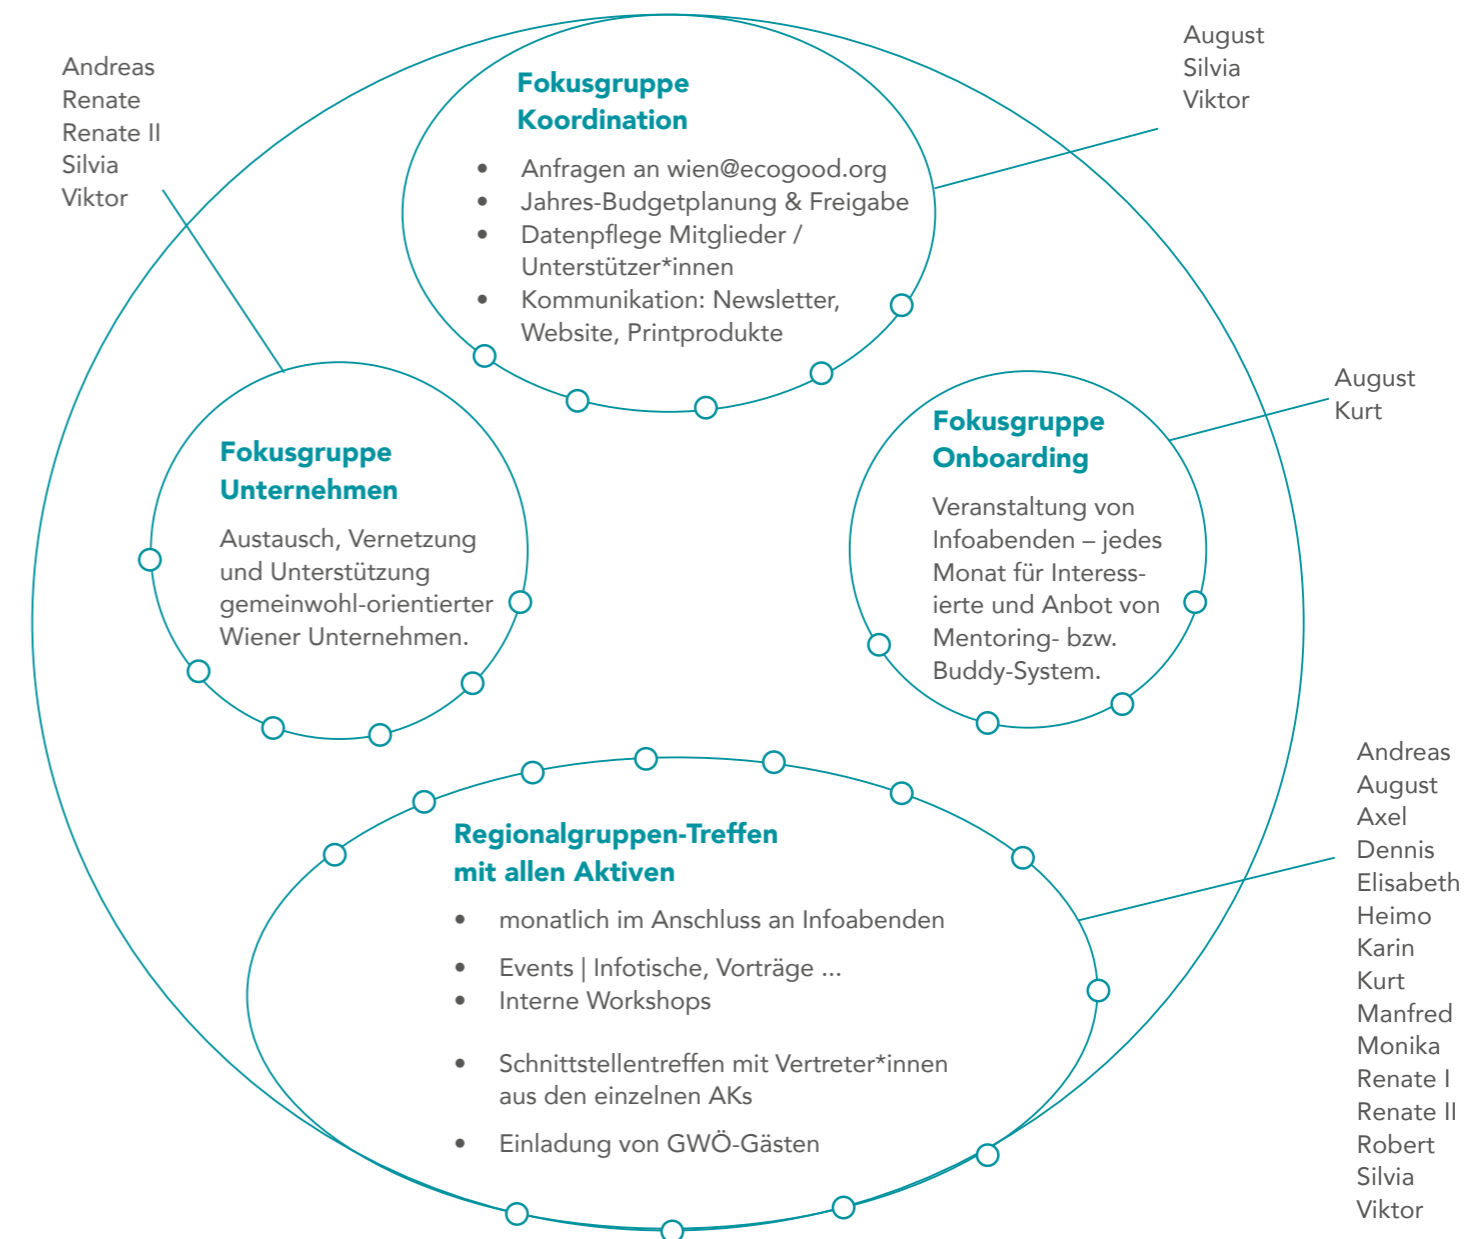 Andreas
Renate
Renate II
Silvia
Viktor
Fokusgruppe
Koordination
• Anfragen an wien@ecogood.org
• Jahres-Budgetplanung & Freigabe
• Datenpflege Mitglieder /
Unterstützer*innen
• Kommunikation: Newsletter,
Website, Printprodukte
August
Silvia
Viktor
Fokusgruppe
Unternehmen
Austausch, Vernetzung
und Unterstützung
gemeinwohl-orientierter
Wiener Unternehmen.
Fokusgruppe
Onboarding
Veranstaltung von
Infoabenden – jedes
Monat für Interess-
ierte und Anbot von
Mentoring- bzw.
Buddy-System.
August
Kurt
Regionalgruppen-Treffen
mit allen Aktiven
• monatlich im Anschluss an Infoabenden
• Events | Infotische, Vorträge ...
• Interne Workshops
• Schnittstellentreffen mit Vertreter*innen
aus den einzelnen AKs
• Einladung von GWÖ-Gästen
Andreas
August
Axel
Dennis
Elisabeth
Heimo
Karin
Kurt
Manfred
Monika
Renate I
Renate II
Robert
Silvia
Viktor